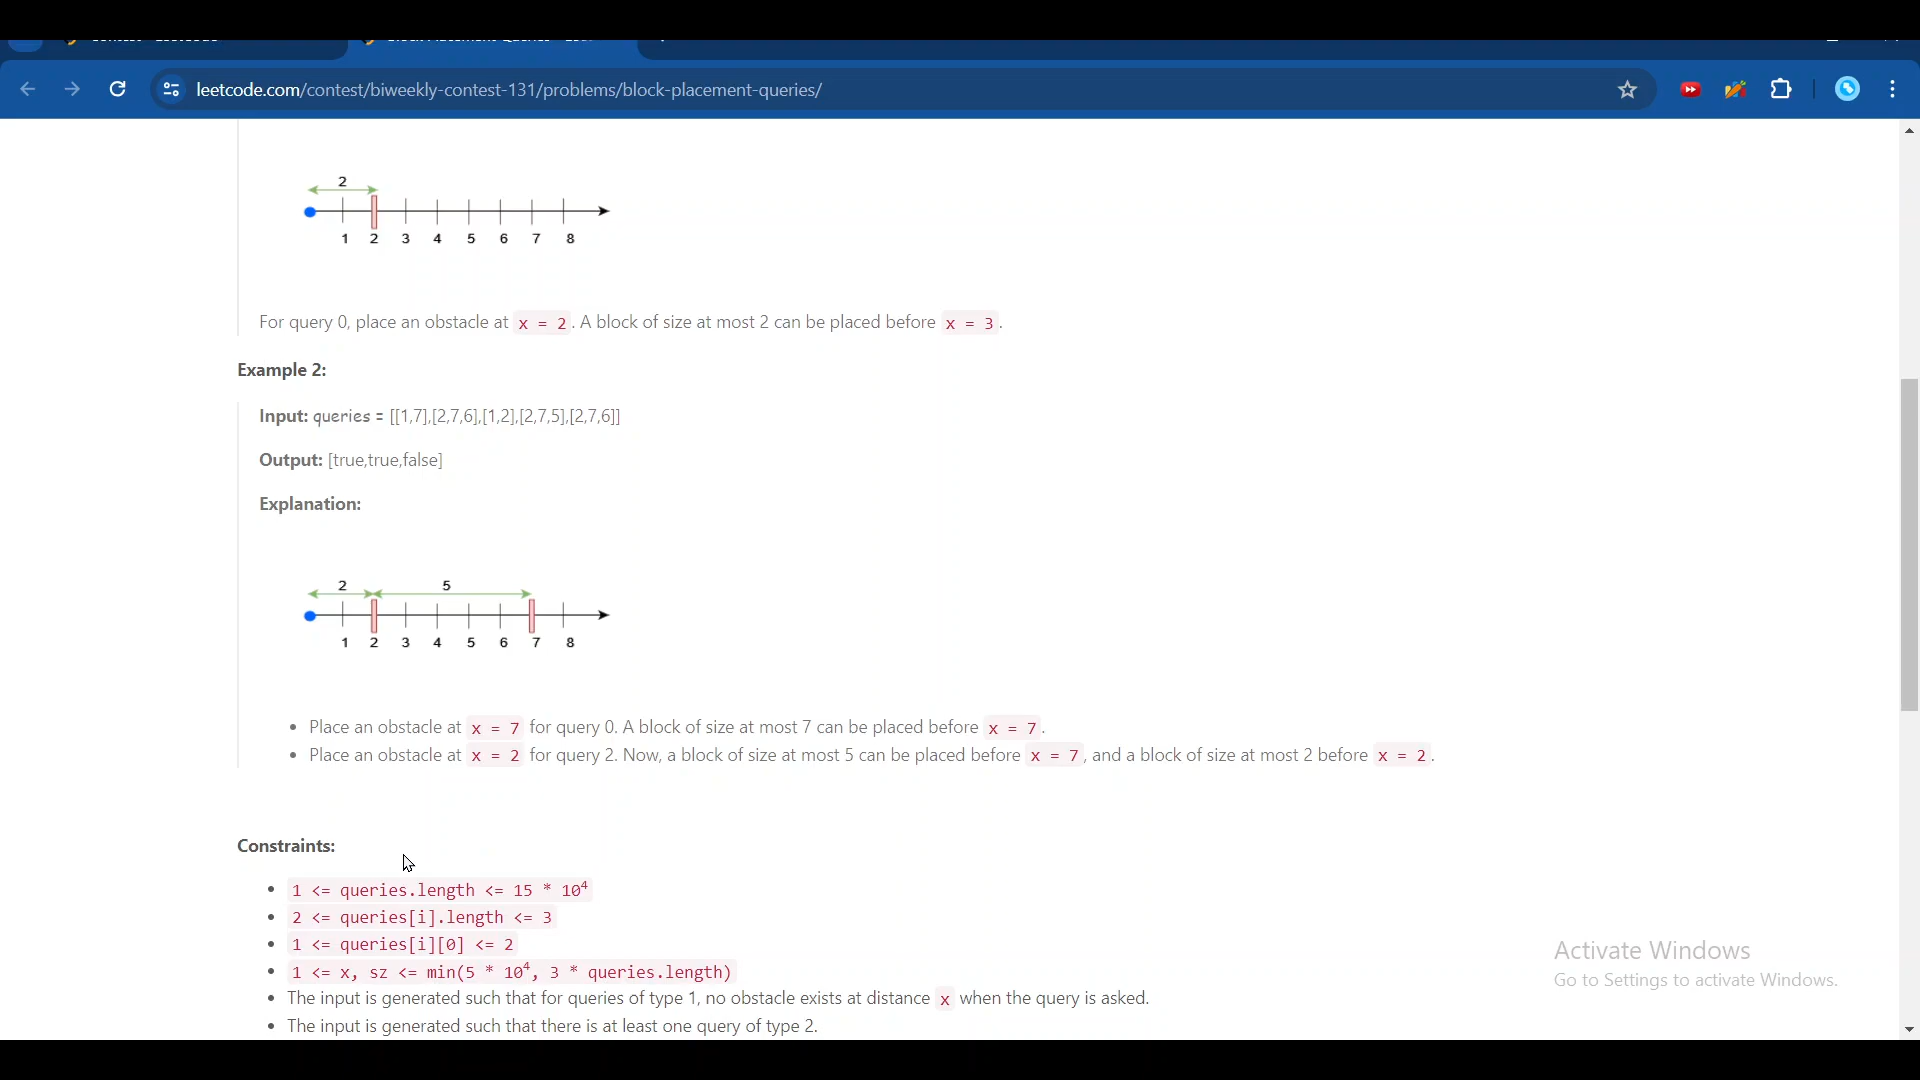 leetcode.com/contest/biweekly-contest-131/problems/block-placement-queries/
2
1 2 3 4 5 6 7 8
For query 0, place an obstacle at x = 2. A block of size at most 2 can be placed before x = 3.
Example 2:
Input: queries = [[1,7],[2,7,6],[1,2],[2,7,5],[2,7,6]]
Output: [true,true,false]
Explanation:
2 5
1 2 3 4 5 6 7 8
• Place an obstacle at x = 7 for query 0. A block of size at most 7 can be placed before x = 7.
• Place an obstacle at x = 2 for query 2. Now, a block of size at most 5 can be placed before x = 7, and a block of size at most 2 before x = 2.
Constraints:
• 1 <= queries.length <= 15 * 10⁴
• 2 <= queries[i].length <= 3
• 1 <= queries[i][0] <= 2
• 1 <= x, sz <= min(5 * 10⁴, 3 * queries.length)
• The input is generated such that for queries of type 1, no obstacle exists at distance x when the query is asked.
• The input is generated such that there is at least one query of type 2.
Activate Windows
Go to Settings to activate Windows.